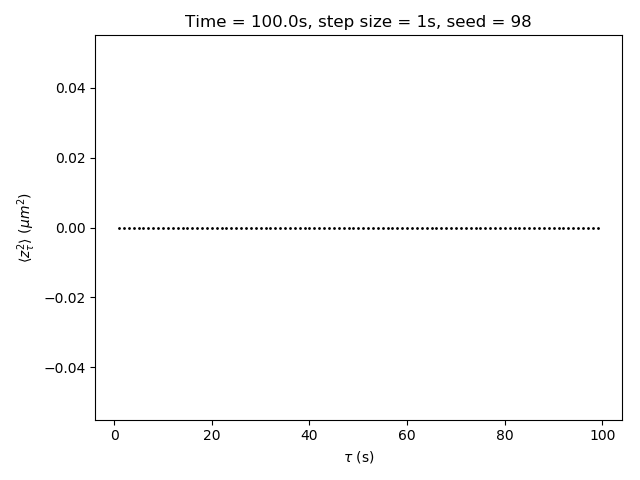 Time = 100.0s, step size = 1s, seed = 98
0.04
0.02
0.00
−0.02
−0.04
⟨z²τ⟩ (μm²)
0 20 40 60 80 100
τ (s)